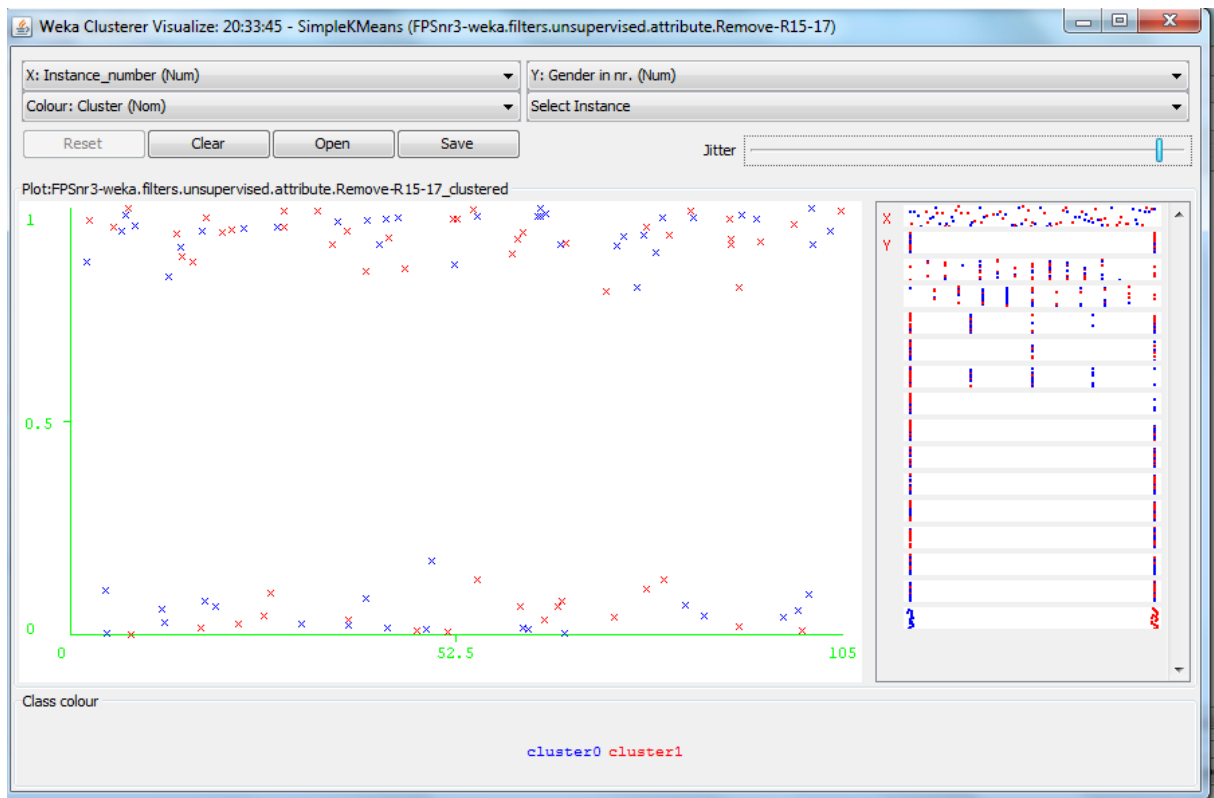 Weka Clusterer Visualize: 20:33:45 - SimpleKMeans (FPSnr3-weka.filters.unsupervised.attribute.Remove-R15-17)
X: Instance_number (Num)
Y: Gender in nr. (Num)
Colour: Cluster (Nom)
Select Instance
Reset
Clear
Open
Save
Jitter
Plot:FPSnr3-weka.filters.unsupervised.attribute.Remove-R15-17_clustered
1
0.5
0
0
52.5
105
X
Y
Class colour
cluster0 cluster1